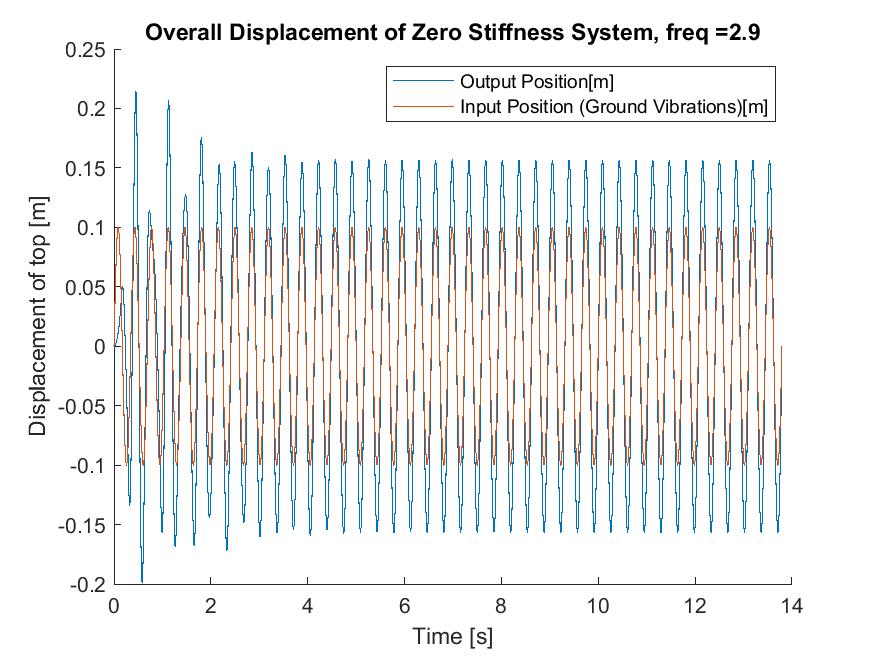 Overall Displacement of Zero Stiffness System, freq =2.9
Output Position[m]
Input Position (Ground Vibrations)[m]
Displacement of top [m]
0.25
0.2
0.15
0.1
0.05
0
-0.05
-0.1
-0.15
-0.2
0 2 4 6 8 10 12 14
Time [s]